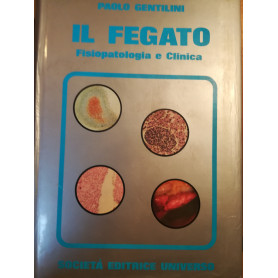 PAOLO GENTILINI
IL FEGATO
Fisiopatologia e Clinica
SOCIETÀ EDITRICE UNIVERSO